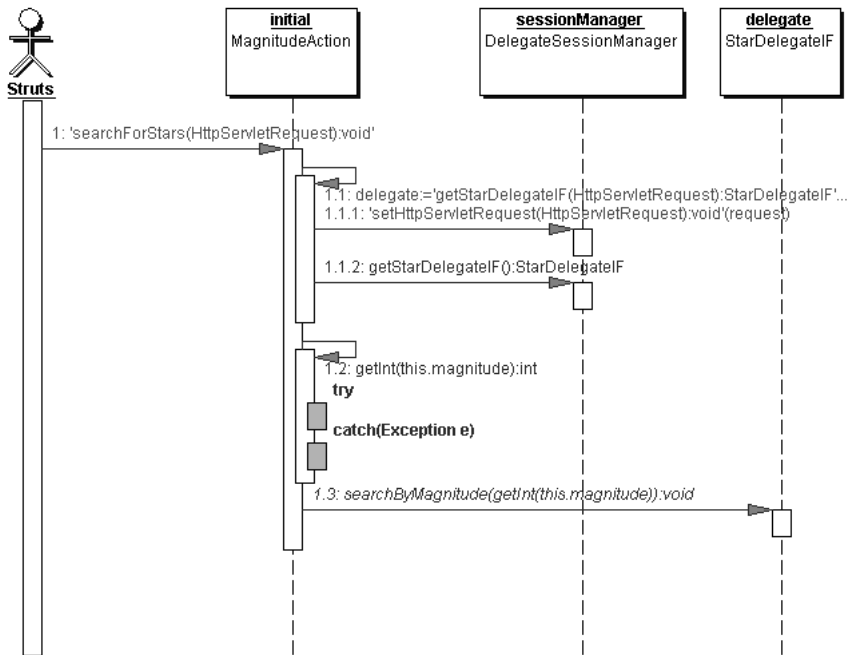 initial
MagnitudeAction
sessionManager
DelegateSessionManager
delegate
StarDelegateIF
Struts
1: 'searchForStars(HttpServletRequest):void'
1.1: delegate:='getStarDelegateIF(HttpServletRequest):StarDelegateIF'...
1.1.1: 'setHttpServletRequest(HttpServletRequest):void'(request)
1.1.2: getStarDelegateIF():StarDelegateIF
1.2: getInt(this.magnitude):int
try
catch(Exception e)
1.3: searchByMagnitude(getInt(this.magnitude)):void